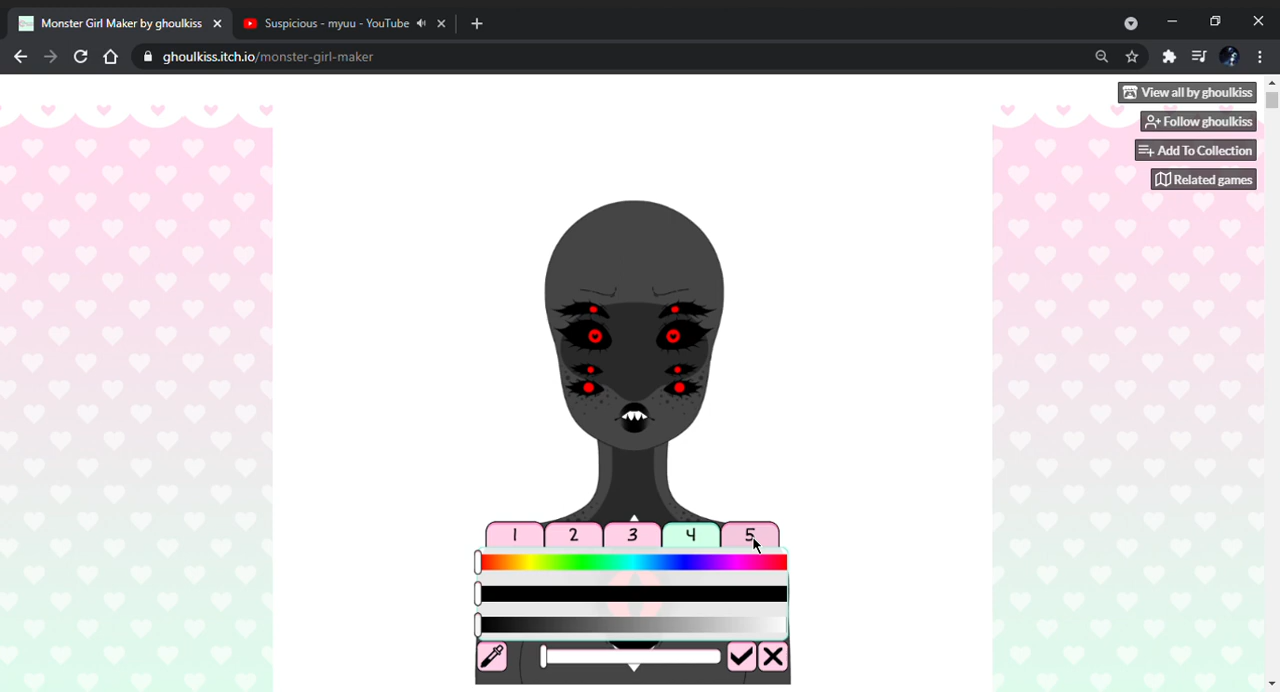 Monster Girl Maker by ghoulkiss
Suspicious - myuu - YouTube
ghoulkiss.itch.io/monster-girl-maker
View all by ghoulkiss
Follow ghoulkiss
Add To Collection
Related games
1 2 3 4 5